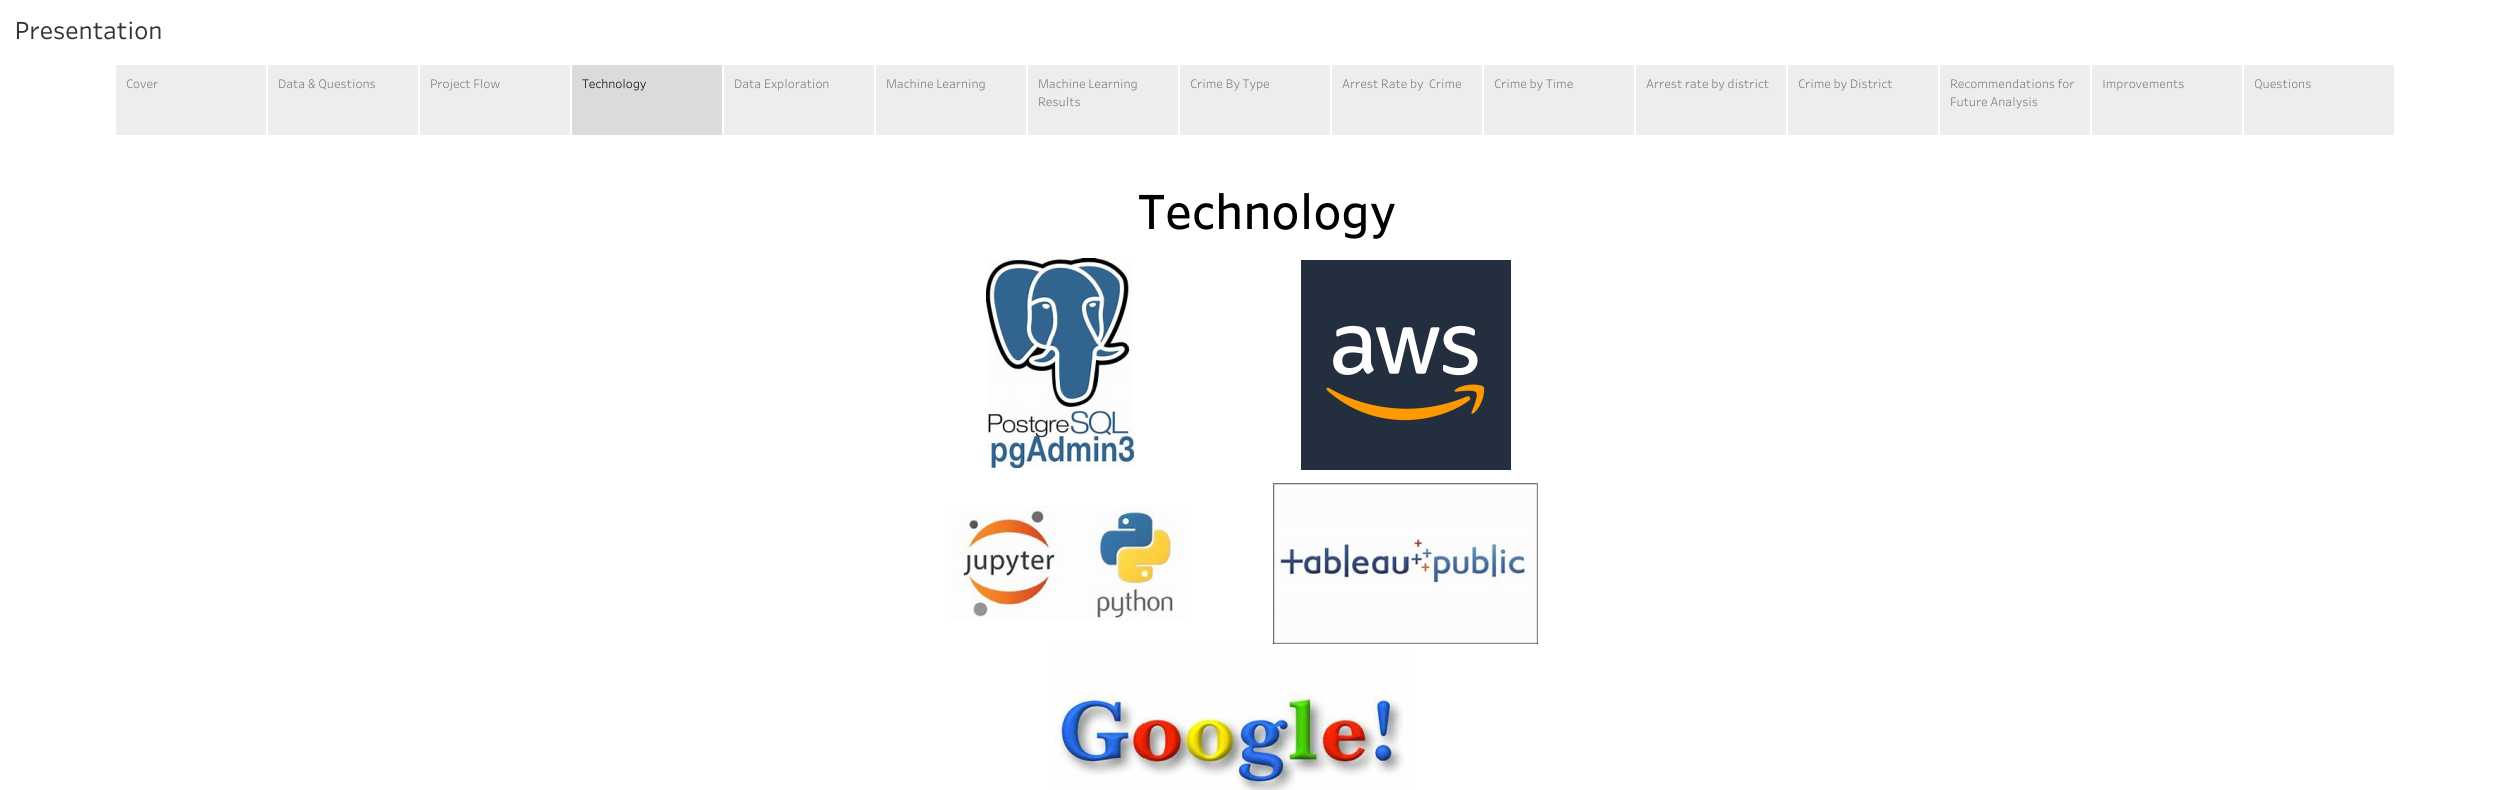 Presentation
Cover
Data & Questions
Project Flow
Technology
Data Exploration
Machine Learning
Machine Learning
Results
Crime By Type
Arrest Rate by Crime
Crime by Time
Arrest rate by district
Crime by District
Recommendations for
Future Analysis
Improvements
Questions
Technology
PostgreSQL
pgAdmin3
aws
jupyter
python
+ableau public
Google!